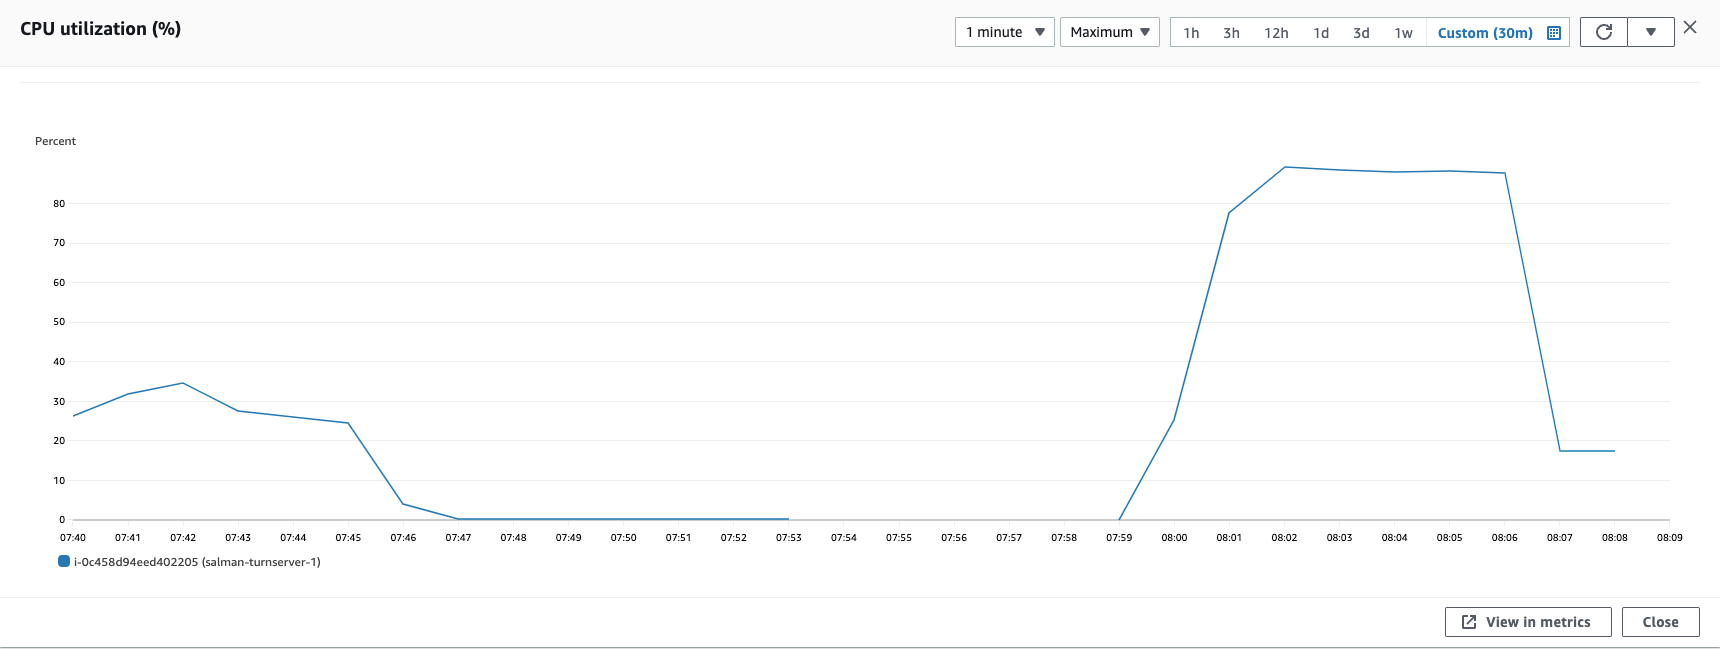 CPU utilization (%)
1 minute Maximum 1h 3h 12h 1d 3d 1w Custom (30m)
Percent
80
70
60
50
40
30
20
10
0
07:40 07:41 07:42 07:43 07:44 07:45 07:46 07:47 07:48 07:49 07:50 07:51 07:52 07:53 07:54 07:55 07:56 07:57 07:58 07:59 08:00 08:01 08:02 08:03 08:04 08:05 08:06 08:07 08:08 08:09
i-0c458d94eed402205 (salman-turnserver-1)
View in metrics Close